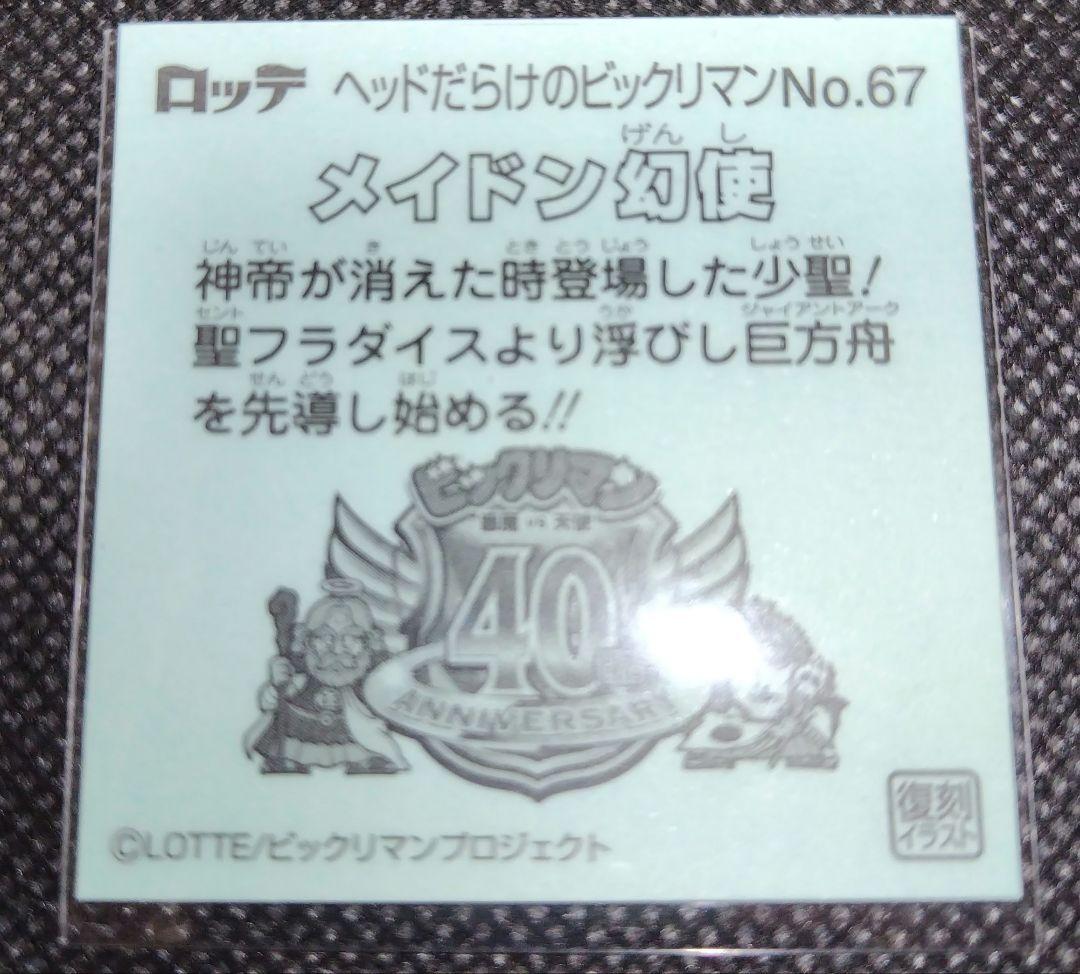 ロッテ ヘッドだらけのビックリマンNo.67
げんし
メイドン幻使
じんてい き とき とうじょう しょうせい
神帝が消えた時登場した少聖!
セント うか ジャイアントアーク
聖フラダイスより浮びし巨方舟
せんどう はじ
を先導し始める!!
ビックリマン
悪魔 VS 天使
40
ANNIVERSARY
復刻
イラスト
©LOTTE/ビックリマンプロジェクト